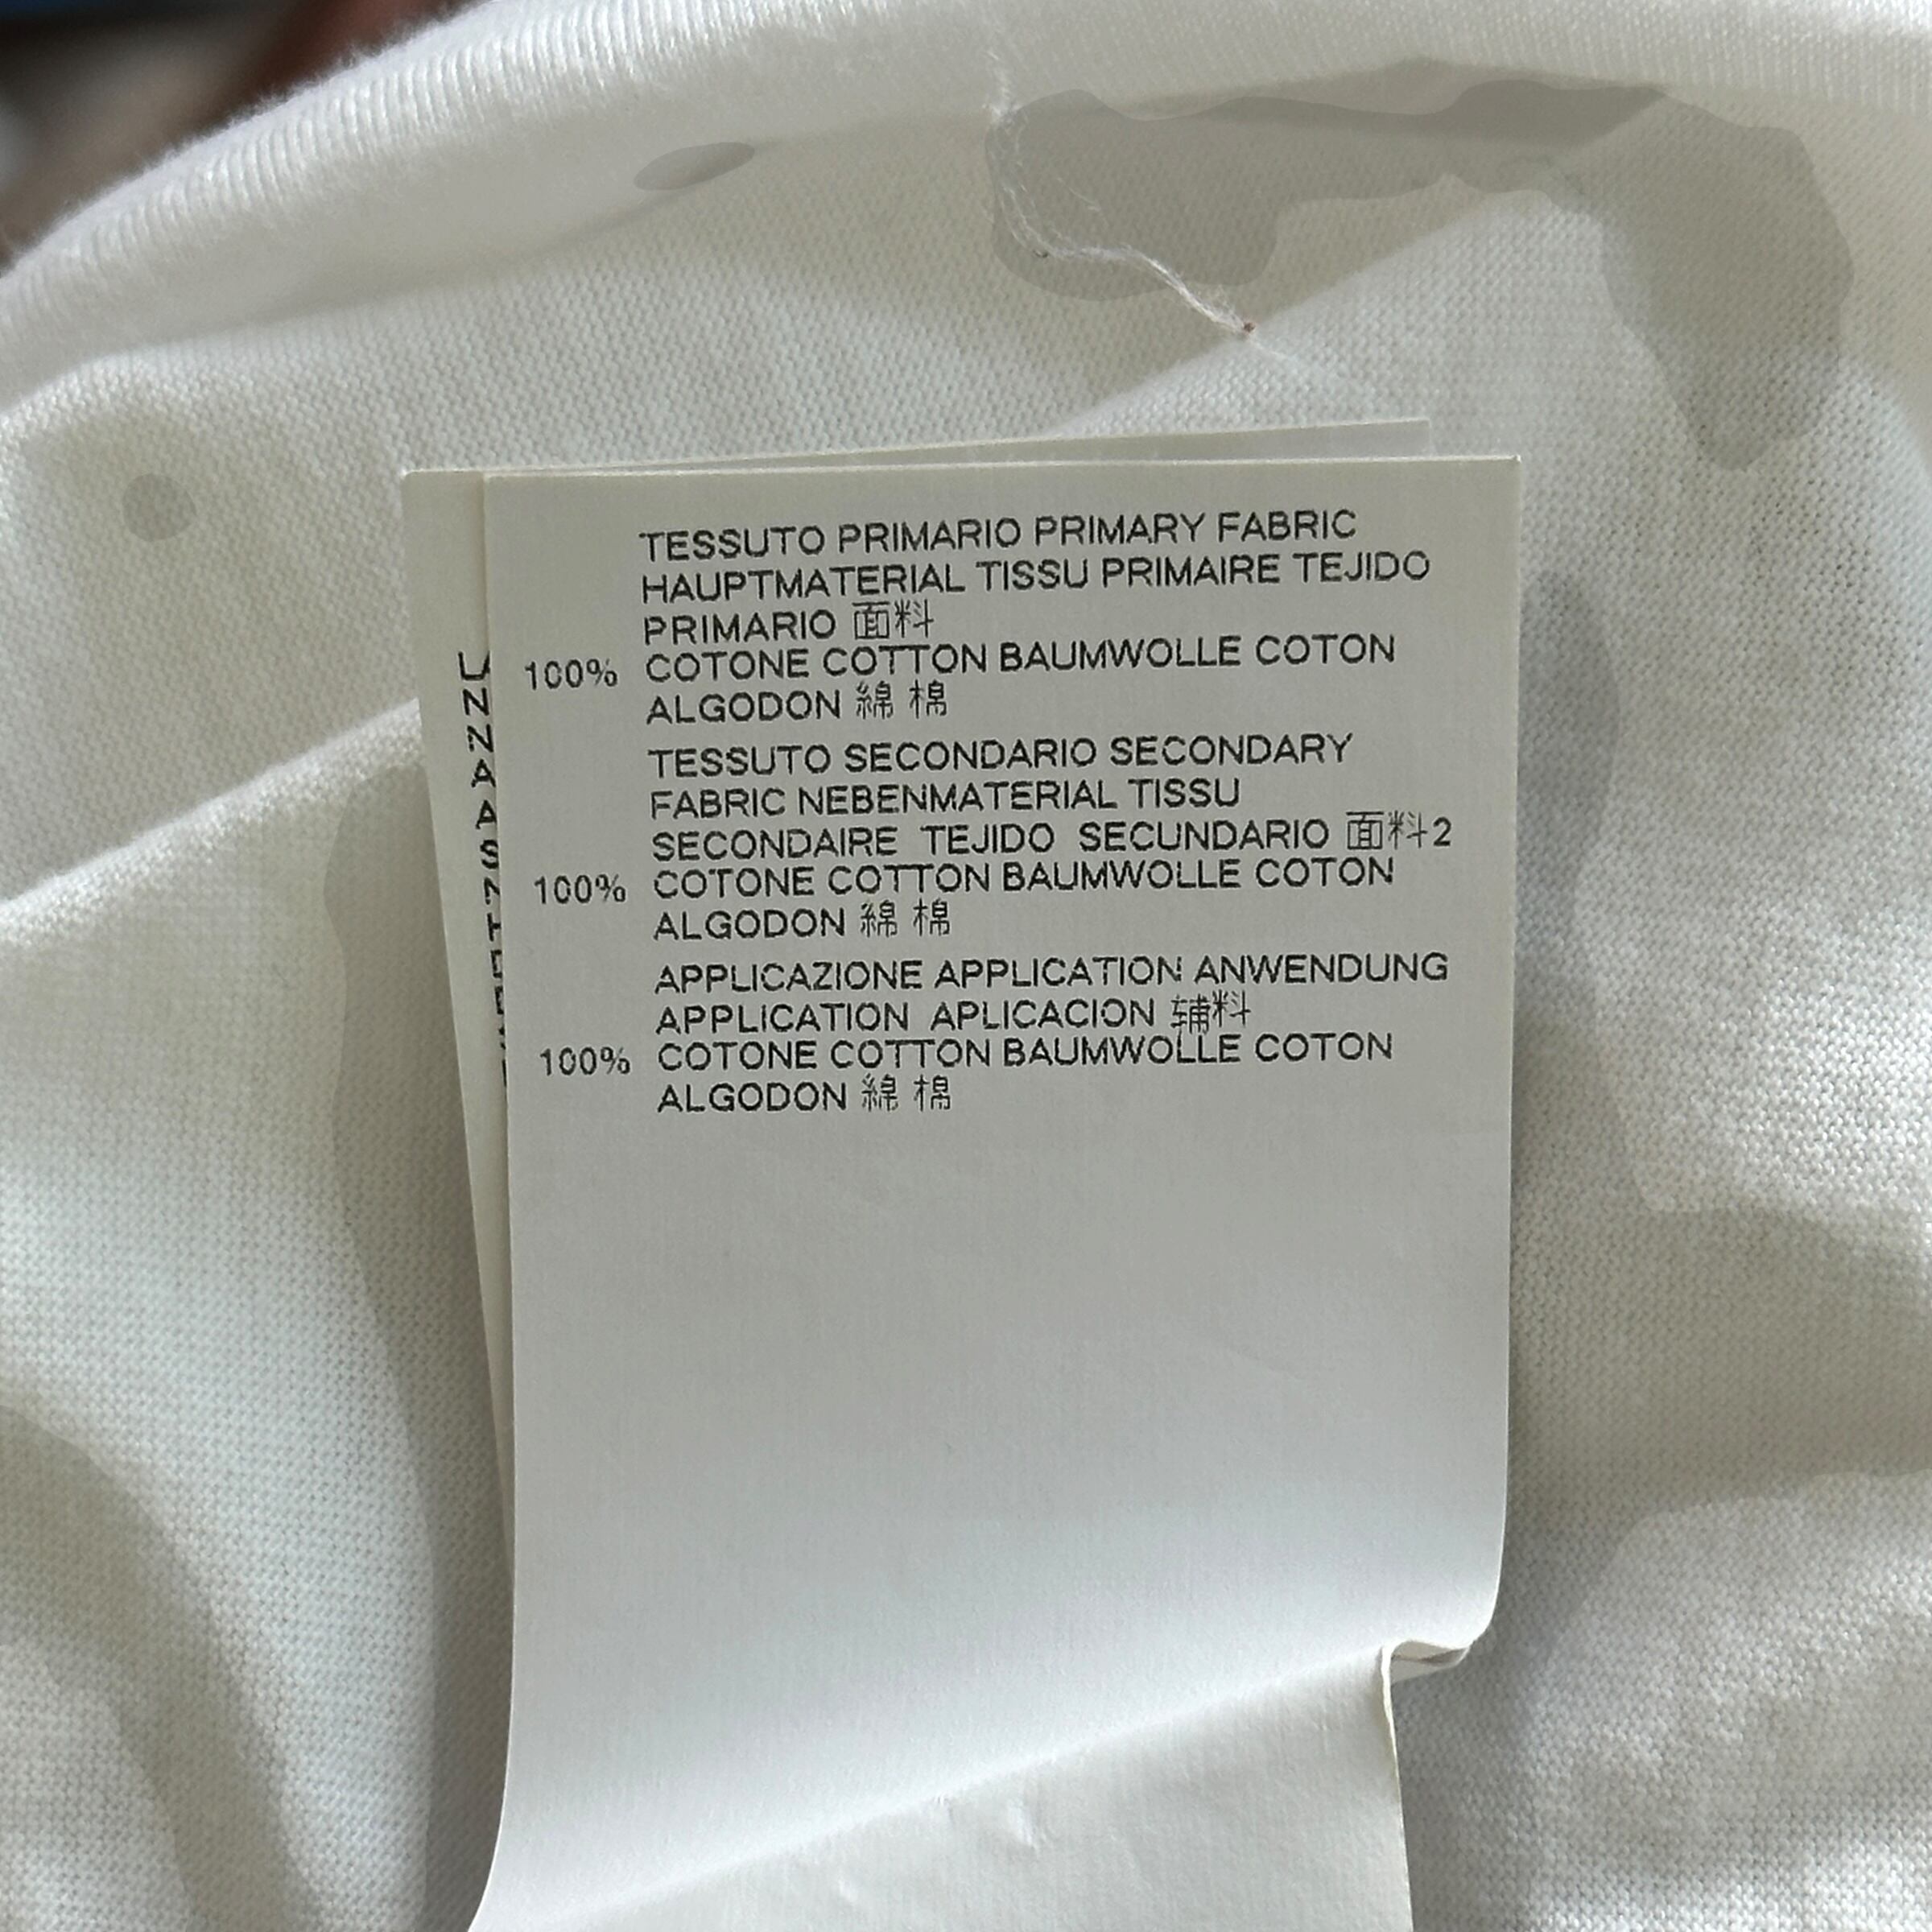 TESSUTO PRIMARIO PRIMARY FABRIC
HAUPTMATERIAL TISSU PRIMAIRE TEJIDO
PRIMARIO 面料
100% COTONE COTTON BAUMWOLLE COTON
ALGODON 綿 棉
TESSUTO SECONDARIO SECONDARY
FABRIC NEBENMATERIAL TISSU
SECONDAIRE TEJIDO SECUNDARIO 面料2
100% COTONE COTTON BAUMWOLLE COTON
ALGODON 綿 棉
APPLICAZIONE APPLICATION ANWENDUNG
APPLICATION APLICACION 辅料
100% COTONE COTTON BAUMWOLLE COTON
ALGODON 綿 棉